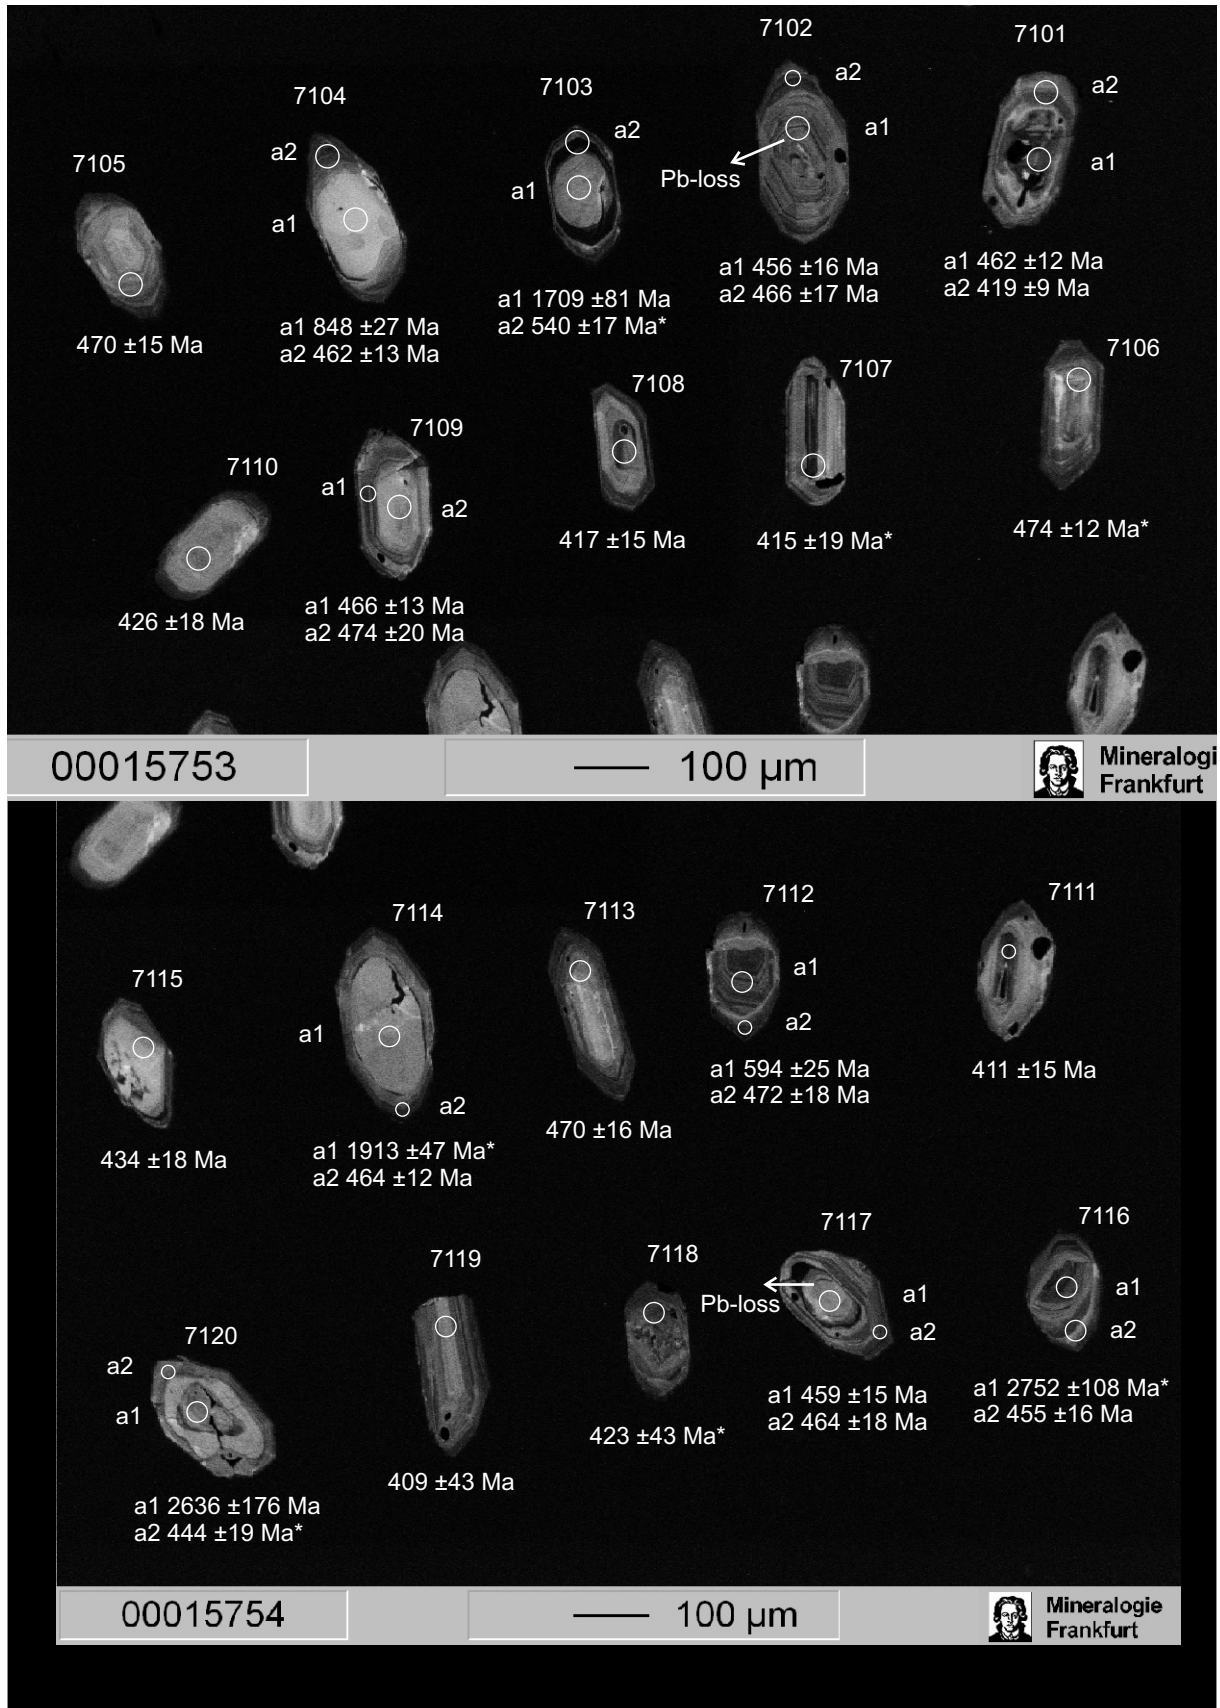 7102
7101
a2
a2
7104
7103
a2
a1
a2
7105
a1
Pb-loss
a1
a1
a1 456 ±16 Ma
a2 466 ±17 Ma
a1 462 ±12 Ma
a2 419 ±9 Ma
a1 1709 ±81 Ma
a2 540 ±17 Ma*
a1 848 ±27 Ma
a2 462 ±13 Ma
470 ±15 Ma
7106
7107
7108
7109
7110
a1
a2
417 ±15 Ma
415 ±19 Ma*
474 ±12 Ma*
426 ±18 Ma
a1 466 ±13 Ma
a2 474 ±20 Ma
00015753
100 µm
Mineralogi
Frankfurt
7112
7111
7114
7113
7115
a1
a1
a2
a1 594 ±25 Ma
a2 472 ±18 Ma
411 ±15 Ma
a2
470 ±16 Ma
434 ±18 Ma
a1 1913 ±47 Ma*
a2 464 ±12 Ma
7117
7116
7119
7118
Pb-loss
a1
a2
a1
a2
7120
a2
a1
a1 459 ±15 Ma
a2 464 ±18 Ma
a1 2752 ±108 Ma*
a2 455 ±16 Ma
423 ±43 Ma*
409 ±43 Ma
a1 2636 ±176 Ma
a2 444 ±19 Ma*
00015754
100 µm
Mineralogie
Frankfurt